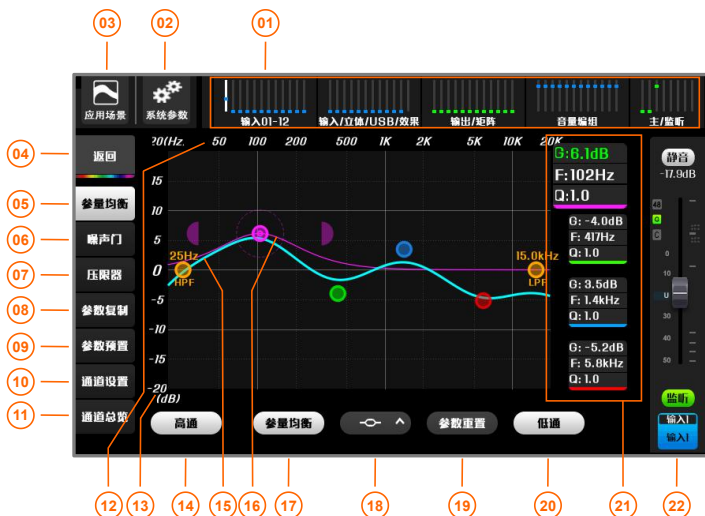 03
02
01
应用场景
系统参数
输入01-12
输入/立体/USB/效果
输出/矩阵
音量编组
主/监听
04
返回
20(Hz. 50 100 200 500 1K 2K 5K 10K 20K
G:6.1dB
F:102Hz
Q:1.0
静音
-17.9dB
05
参量均衡
15
10
5
0
-5
-10
-15
-20
(dB)
06
噪声门
07
压限器
08
参数复制
09
参数预置
10
通道设置
11
通道总览
25Hz
HPF
15.0kHz
LPF
G: -4.0dB
F: 417Hz
Q: 1.0
G: 3.5dB
F: 1.4kHz
Q: 1.0
G: -5.2dB
F: 5.8kHz
Q: 1.0
48
G
C
0
10
U
30
40
50
监听
输入1
输入1
高通
参量均衡
参数重置
低通
12
13
14
15
16
17
18
19
20
21
22